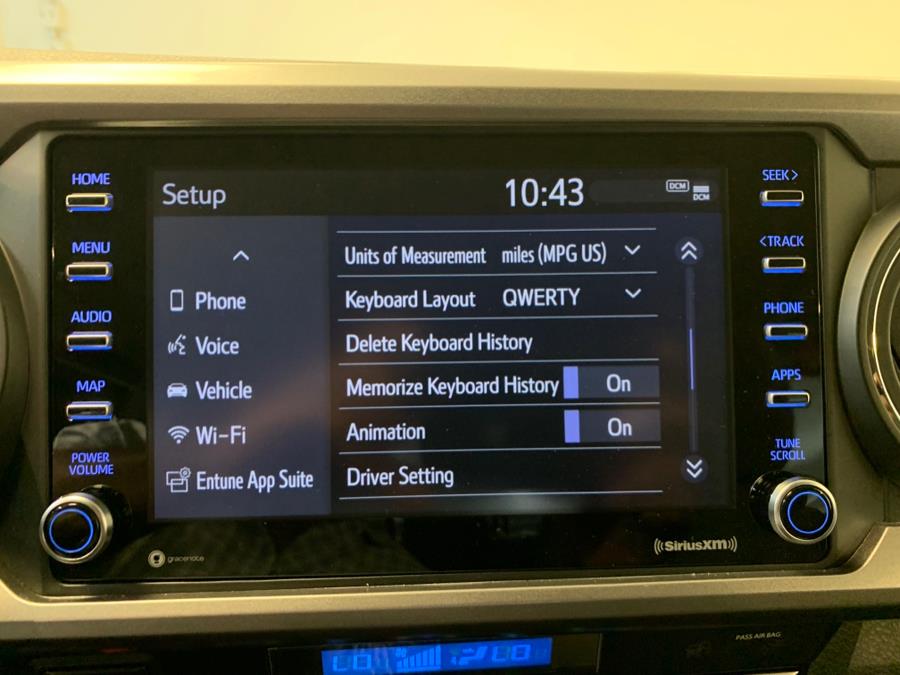 HOME
MENU
AUDIO
MAP
POWER
VOLUME
Setup
10:43
DCM
DCM
Phone
Voice
Vehicle
Wi-Fi
Entune App Suite
Units of Measurement miles (MPG US)
Keyboard Layout QWERTY
Delete Keyboard History
Memorize Keyboard History On
Animation On
Driver Setting
SEEK >
< TRACK
PHONE
APPS
TUNE
SCROLL
gracenote
((SiriusXM))
PASS AIR BAG
LO